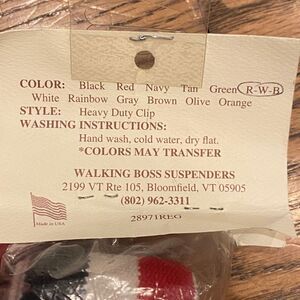 COLOR: Black Red Navy Tan Green R-W-B
White Rainbow Gray Brown Olive Orange
STYLE: Heavy Duty Clip
WASHING INSTRUCTIONS:
Hand wash, cold water, dry flat.
*COLORS MAY TRANSFER
WALKING BOSS SUSPENDERS
2199 VT Rte 105, Bloomfield, VT 05905
(802) 962-3311
28971REG
Made in USA